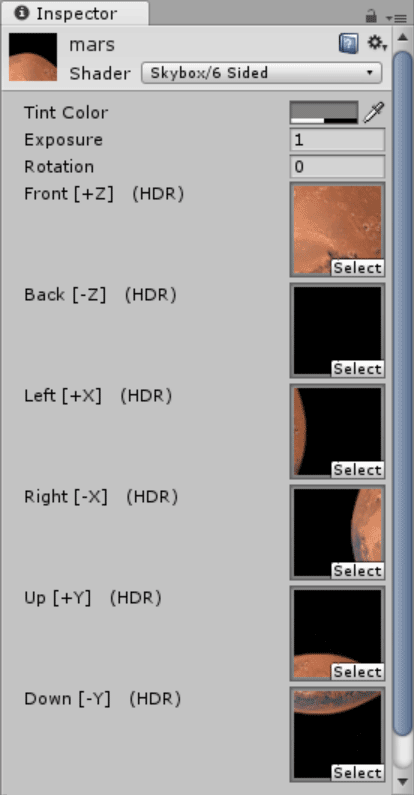 Inspector
mars
Shader Skybox/6 Sided
Tint Color
Exposure 1
Rotation 0
Front [+Z] (HDR)
Select
Back [-Z] (HDR)
Select
Left [+X] (HDR)
Select
Right [-X] (HDR)
Select
Up [+Y] (HDR)
Select
Down [-Y] (HDR)
Select